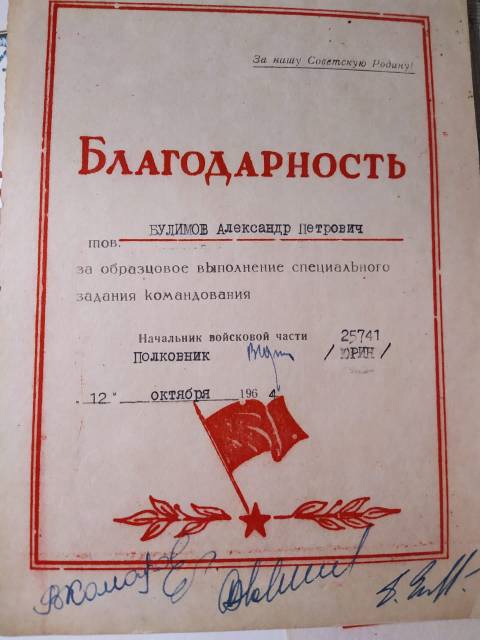 За нашу Советскую Родину!
БЛАГОДАРНОСТЬ
БУЛИМОВ Александр Петрович
тов.
за образцовое выполнение специального
задания командования
Начальник войсковой части 25741
Полковник / ЮРИН /
"12" октября 1964